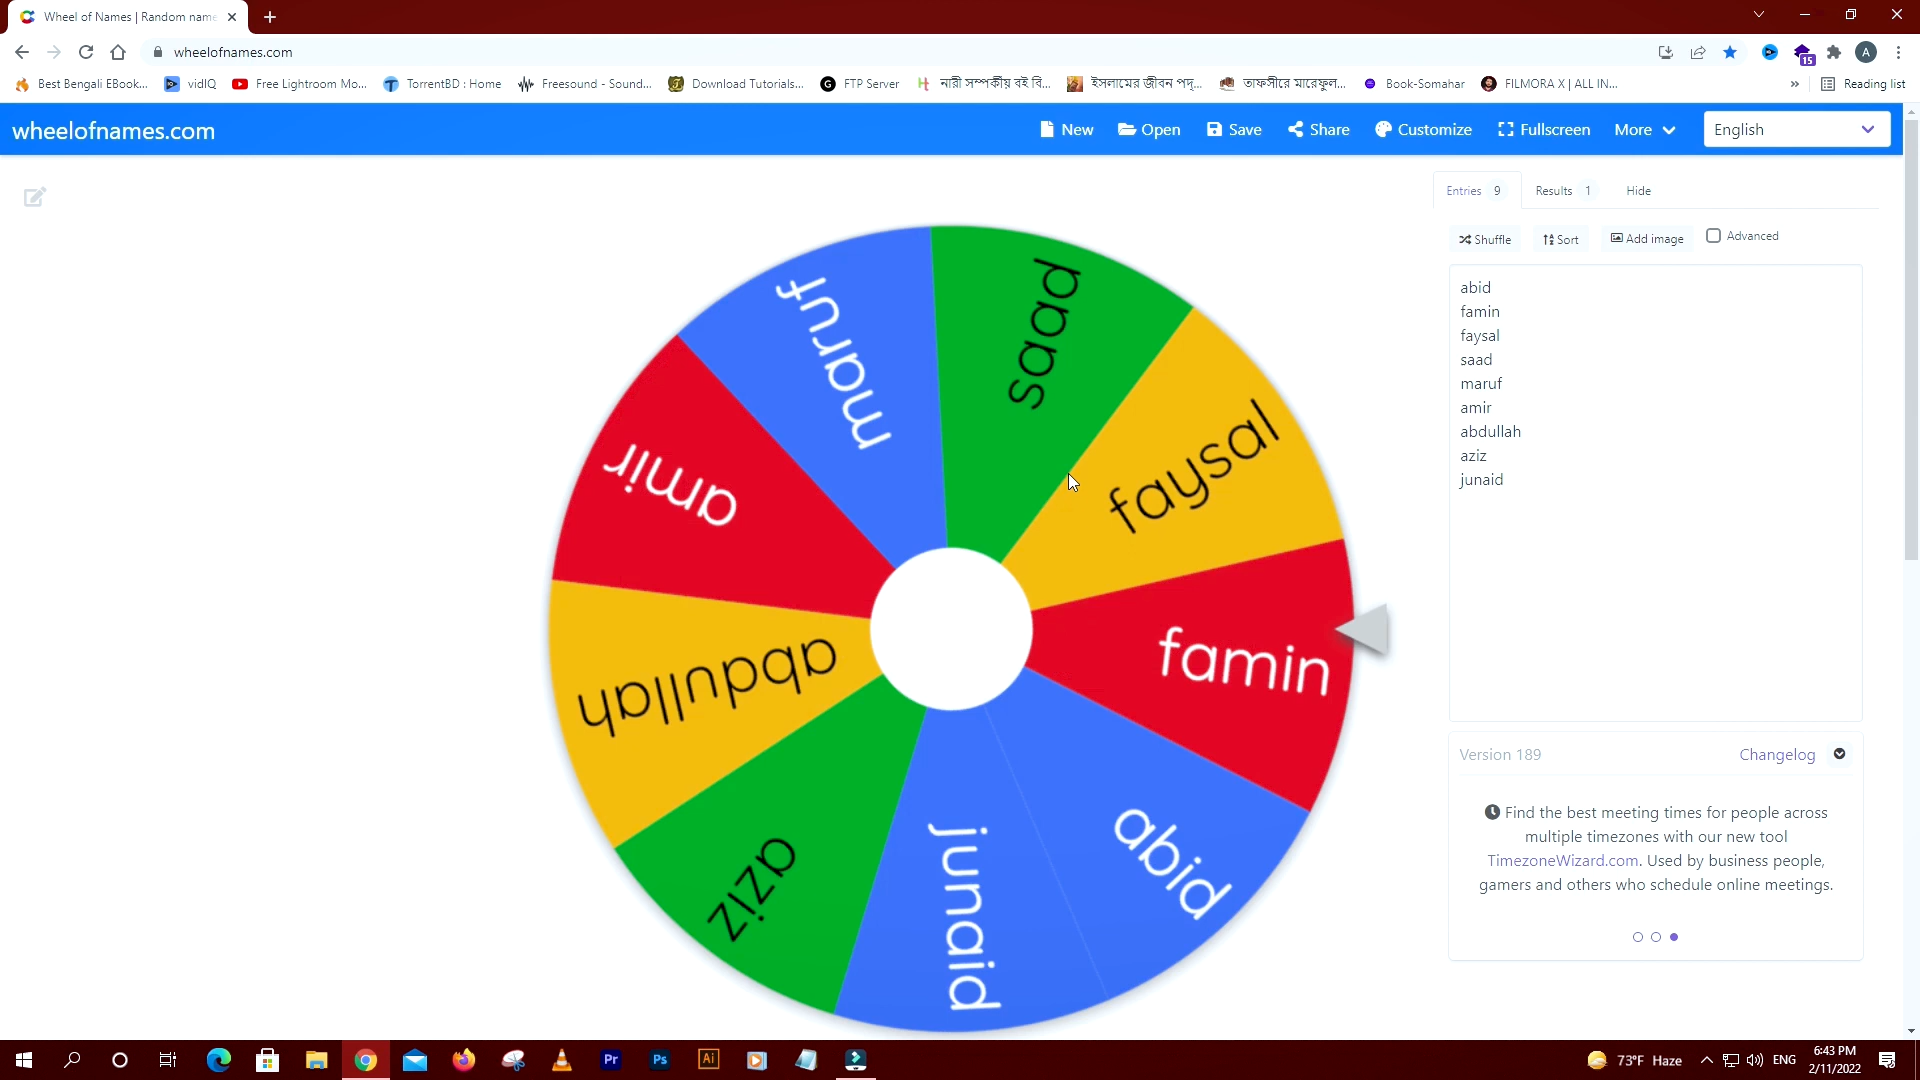 Wheel of Names | Random name
wheelofnames.com
Best Bengali EBook...
vidIQ
Free Lightroom Mo...
TorrentBD : Home
Freesound - Sound...
Download Tutorials...
FTP Server
নারী সম্পর্কীয় বই বি...
ইসলামের জীবন পদ্...
তাফসীরে মারেফুল...
Book-Somahar
FILMORA X | ALL IN...
»
Reading list
15
A
wheelofnames.com
New
Open
Save
Share
Customize
Fullscreen
More
English
Entries 9
Results 1
Hide
Shuffle
Sort
Add image
Advanced
abid
famin
faysal
saad
maruf
amir
abdullah
aziz
junaid
saad
faysal
famin
abid
junaid
aziz
abdullah
amir
maruf
Version 189
Changelog
Find the best meeting times for people across
multiple timezones with our new tool
TimezoneWizard.com. Used by business people,
gamers and others who schedule online meetings.
Pr
Ps
Ai
73°F Haze
ENG
6:43 PM
2/11/2022